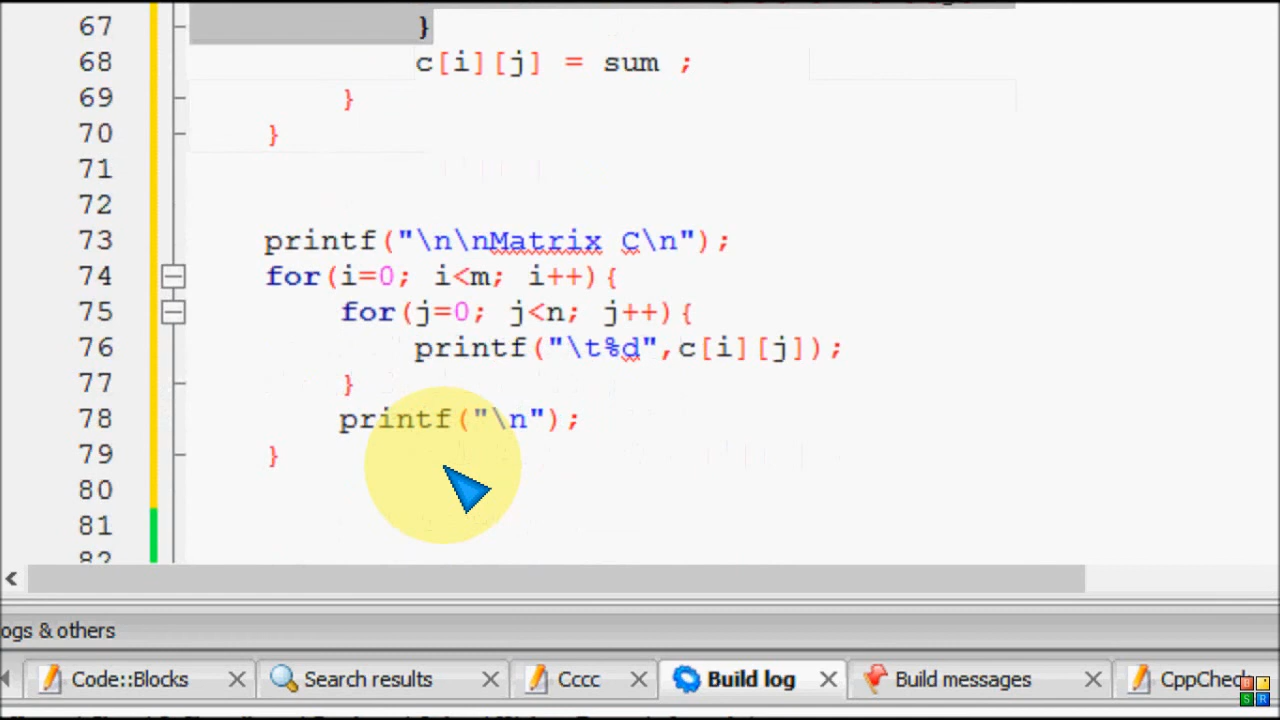 67 }
68 c[i][j] = sum ;
69 }
70 }
71
72
73 printf("\n\nMatrix C\n");
74 for(i=0; i<m; i++){
75 for(j=0; j<n; j++){
76 printf("\t%d",c[i][j]);
77 }
78 printf("\n");
79 }
80
81
82
ogs & others
Code::Blocks Search results Cccc Build log Build messages CppChec